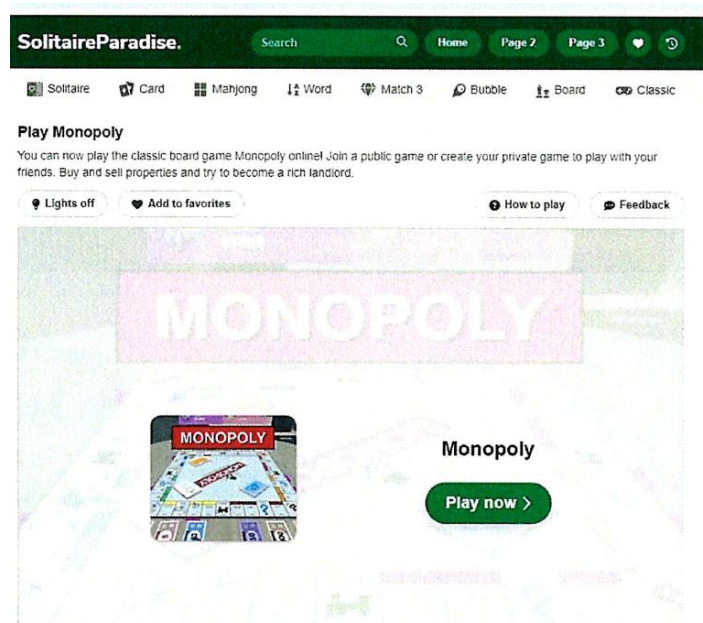 SolitaireParadise.
Search
Home
Page 2
Page 3
Solitaire
Card
Mahjong
Word
Match 3
Bubble
Board
Classic
Play Monopoly
You can now play the classic board game Monopoly online! Join a public game or create your private game to play with your
friends. Buy and sell properties and try to become a rich landlord.
Lights off
Add to favorites
How to play
Feedback
MONOPOLY
MONOPOLY
MONOPOLY
Monopoly
Play now